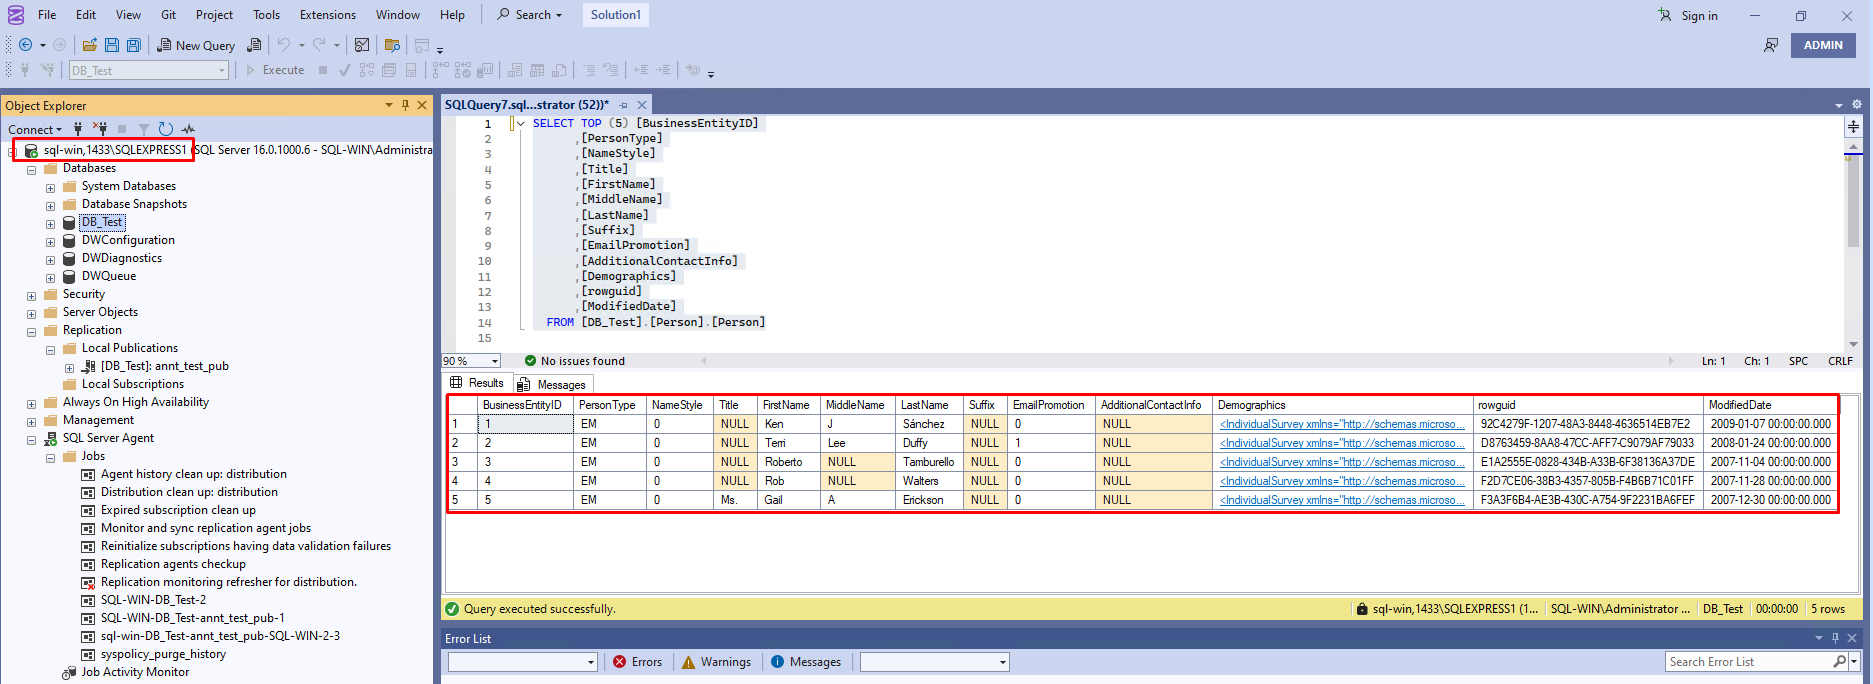 File Edit View Git Project Tools Extensions Window Help Search Solution1 Sign in
New Query ADMIN
DB_Test Execute
Object Explorer
Connect
sql-win,1433\SQLEXPRESS1 (SQL Server 16.0.1000.6 - SQL-WIN\Administra
Databases
System Databases
Database Snapshots
DB_Test
DWConfiguration
DWDiagnostics
DWQueue
Security
Server Objects
Replication
Local Publications
[DB_Test]: annt_test_pub
Local Subscriptions
Always On High Availability
Management
SQL Server Agent
Jobs
Agent history clean up: distribution
Distribution clean up: distribution
Expired subscription clean up
Monitor and sync replication agent jobs
Reinitialize subscriptions having data validation failures
Replication agents checkup
Replication monitoring refresher for distribution.
SQL-WIN-DB_Test-2
SQL-WIN-DB_Test-annt_test_pub-1
sql-win-DB_Test-annt_test_pub-SQL-WIN-2-3
syspolicy_purge_history
Job Activity Monitor
SQLQuery7.sql...strator (52))*
1 SELECT TOP (5) [BusinessEntityID]
2 ,[PersonType]
3 ,[NameStyle]
4 ,[Title]
5 ,[FirstName]
6 ,[MiddleName]
7 ,[LastName]
8 ,[Suffix]
9 ,[EmailPromotion]
10 ,[AdditionalContactInfo]
11 ,[Demographics]
12 ,[rowguid]
13 ,[ModifiedDate]
14 FROM [DB_Test].[Person].[Person]
15
90 % No issues found Ln: 1 Ch: 1 SPC CRLF
Results Messages
BusinessEntityID PersonType NameStyle Title FirstName MiddleName LastName Suffix EmailPromotion AdditionalContactInfo Demographics rowguid ModifiedDate
1 1 EM 0 NULL Ken J Sánchez NULL 0 NULL <IndividualSurvey xmlns="http://schemas.microso... 92C4279F-1207-48A3-8448-4636514EB7E2 2009-01-07 00:00:00.000
2 2 EM 0 NULL Terri Lee Duffy NULL 1 NULL <IndividualSurvey xmlns="http://schemas.microso... D8763459-8AA8-47CC-AFF7-C9079AF79033 2008-01-24 00:00:00.000
3 3 EM 0 NULL Roberto NULL Tamburello NULL 0 NULL <IndividualSurvey xmlns="http://schemas.microso... E1A2555E-0828-434B-A33B-6F38136A37DE 2007-11-04 00:00:00.000
4 4 EM 0 NULL Rob NULL Walters NULL 0 NULL <IndividualSurvey xmlns="http://schemas.microso... F2D7CE06-38B3-4357-805B-F4B6B71C01FF 2007-11-28 00:00:00.000
5 5 EM 0 Ms. Gail A Erickson NULL 0 NULL <IndividualSurvey xmlns="http://schemas.microso... F3A3F6B4-AE3B-430C-A754-9F2231BA6FEF 2007-12-30 00:00:00.000
Query executed successfully. sql-win,1433\SQLEXPRESS1 (1... SQL-WIN\Administrator ... DB_Test 00:00:00 5 rows
Error List
Errors Warnings Messages Search Error List